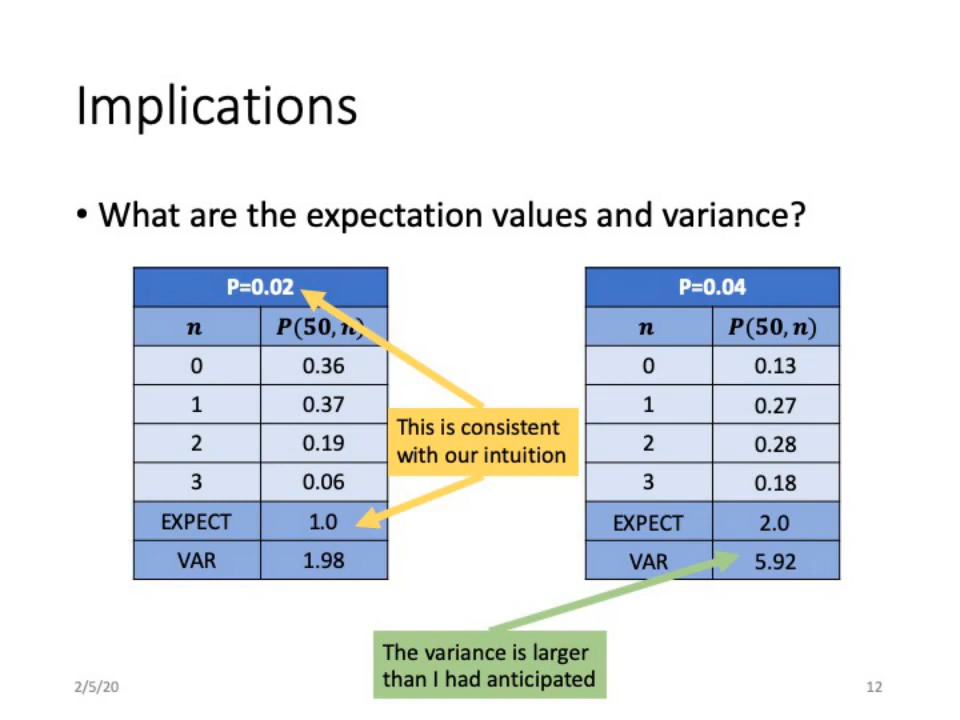 Implications
• What are the expectation values and variance?
P=0.02
n P(50, n)
0 0.36
1 0.37
2 0.19
3 0.06
EXPECT 1.0
VAR 1.98
This is consistent
with our intuition
P=0.04
n P(50, n)
0 0.13
1 0.27
2 0.28
3 0.18
EXPECT 2.0
VAR 5.92
The variance is larger
than I had anticipated
2/5/20
12